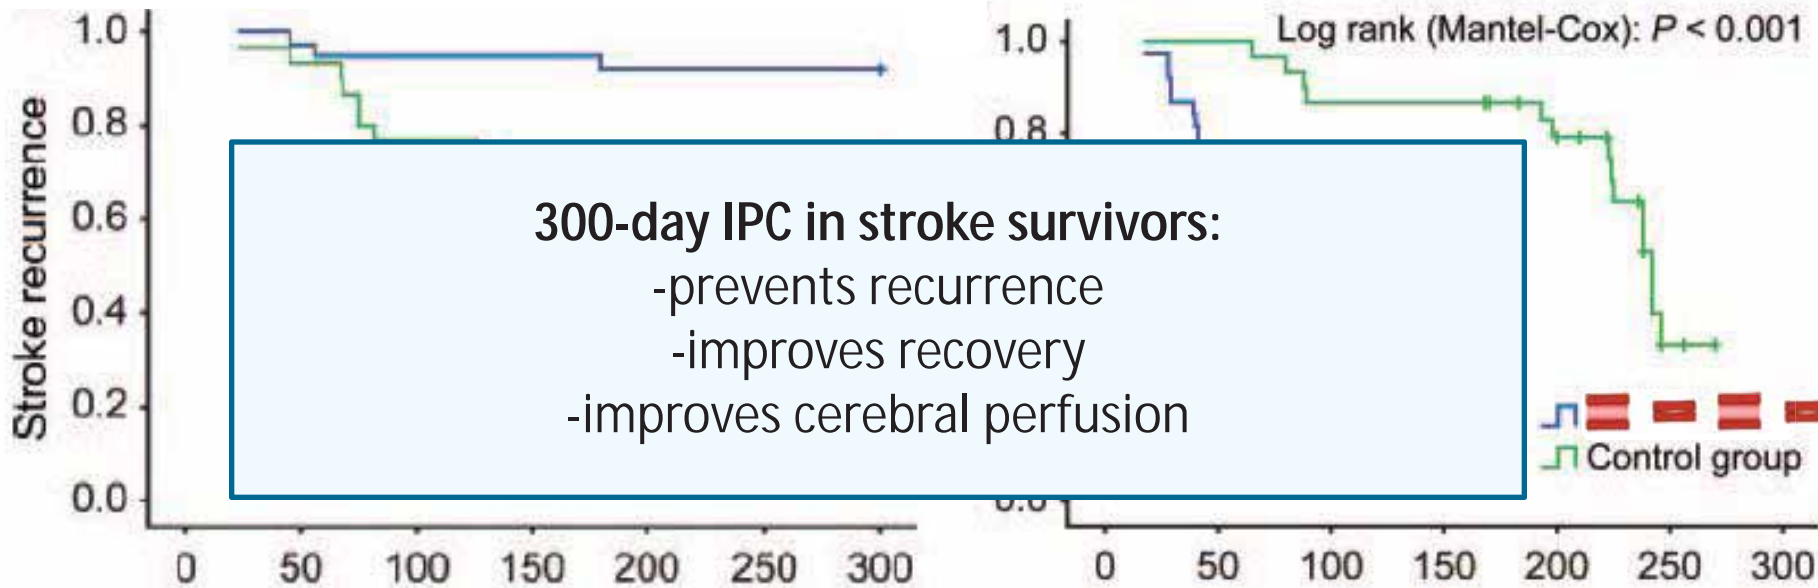 Stroke recurrence
1.0
0.8
0.6
0.4
0.2
0.0
0 50 100 150 200 250 300
Log rank (Mantel-Cox): P < 0.001
1.0
0.8
0.0
0 50 100 150 200 250 300
Control group
300-day IPC in stroke survivors:
-prevents recurrence
-improves recovery
-improves cerebral perfusion